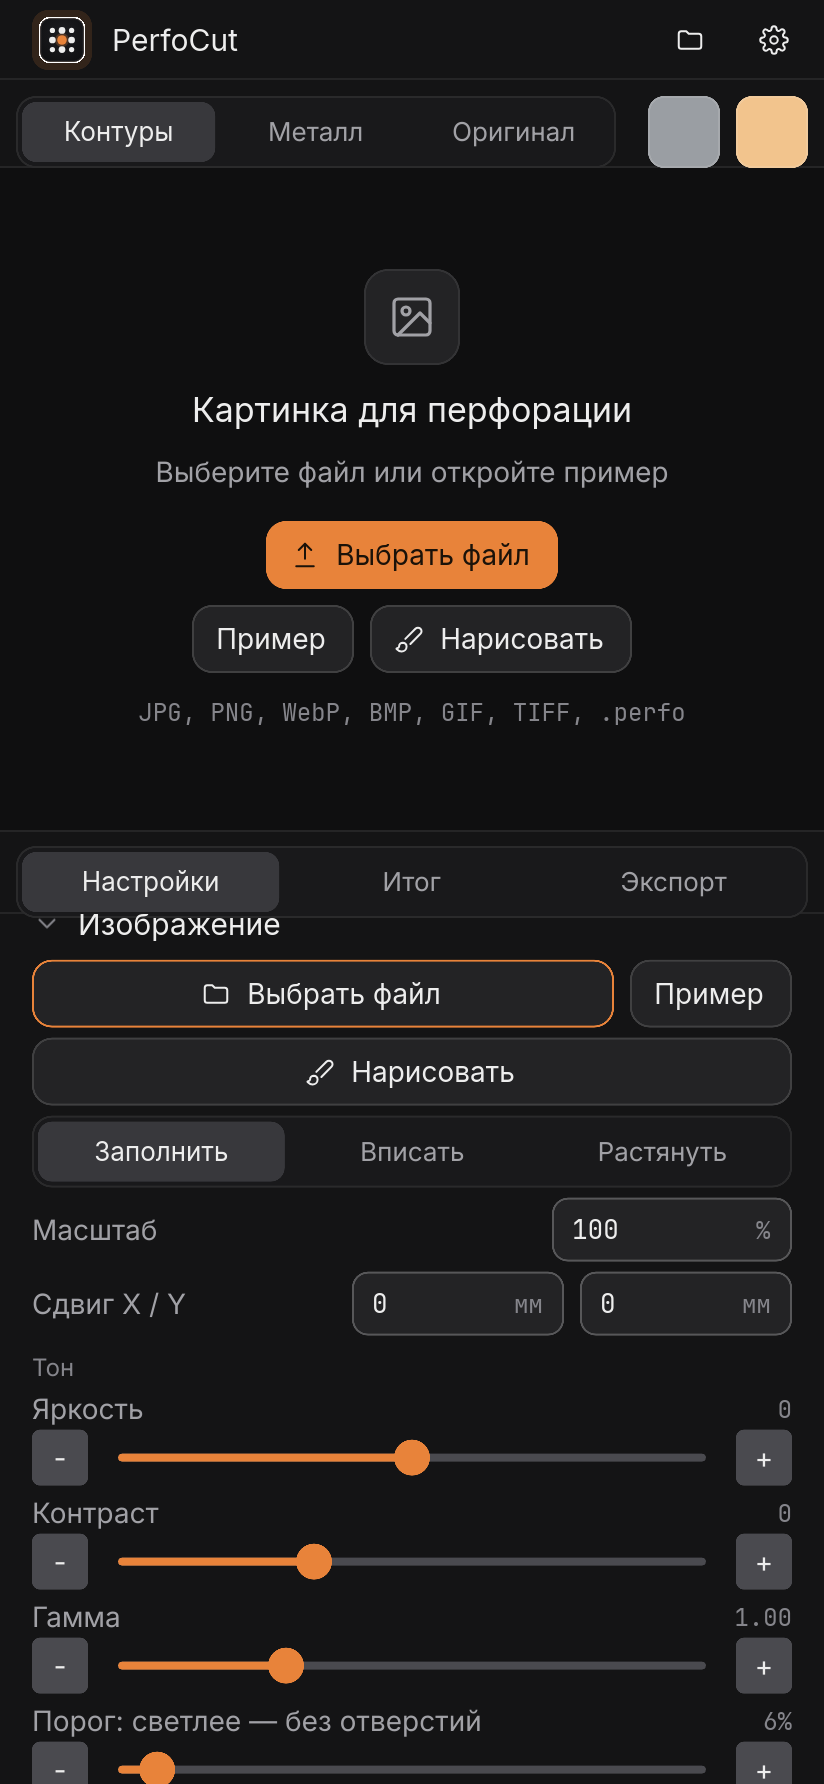 PerfoCut
Контуры Металл Оригинал
Картинка для перфорации
Выберите файл или откройте пример
Выбрать файл
Пример Нарисовать
JPG, PNG, WebP, BMP, GIF, TIFF, .perfo
Настройки Итог Экспорт
Изображение
Выбрать файл Пример
Нарисовать
Заполнить Вписать Растянуть
Масштаб 100 %
Сдвиг X / Y 0 мм 0 мм
Тон
Яркость 0
- +
Контраст 0
- +
Гамма 1.00
- +
Порог: светлее — без отверстий 6%
- +